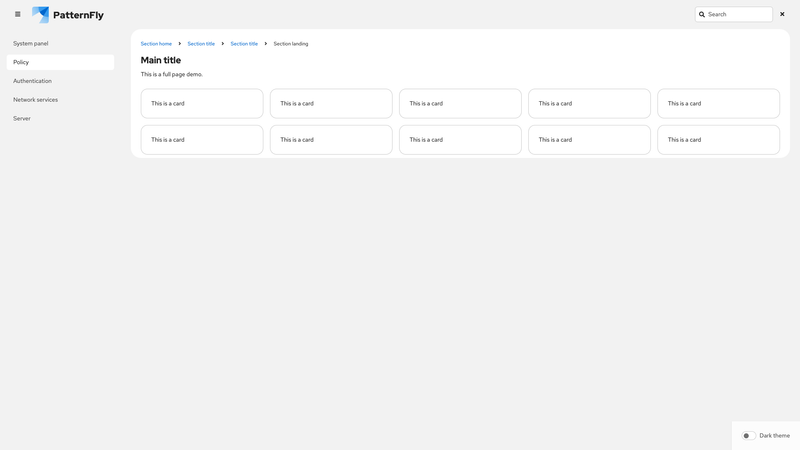 PatternFly
Search
System panel
Policy
Authentication
Network services
Server
Section home
Section title
Section title
Section landing
Main title
This is a full page demo.
This is a card
This is a card
This is a card
This is a card
This is a card
This is a card
This is a card
This is a card
This is a card
This is a card
Dark theme